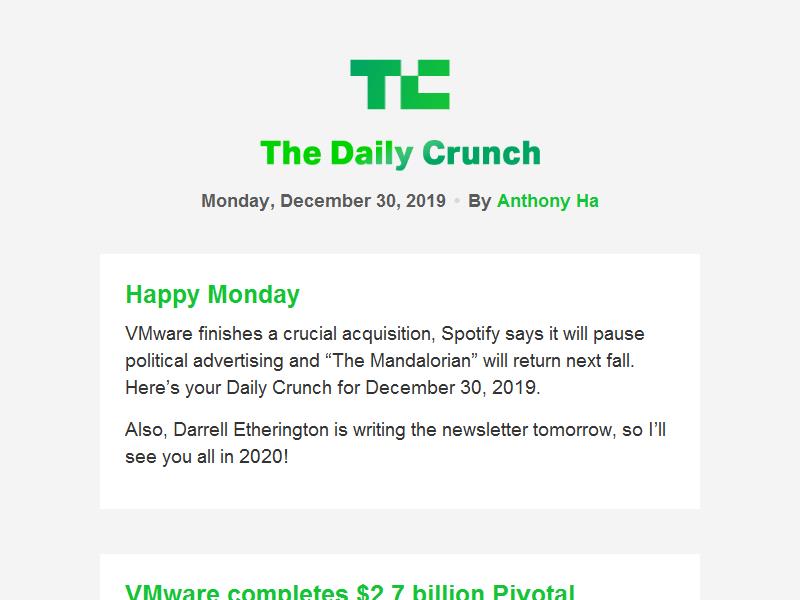 TC
The Daily Crunch
Monday, December 30, 2019 • By Anthony Ha
Happy Monday
VMware finishes a crucial acquisition, Spotify says it will pause
political advertising and “The Mandalorian” will return next fall.
Here’s your Daily Crunch for December 30, 2019.
Also, Darrell Etherington is writing the newsletter tomorrow, so I’ll
see you all in 2020!
VMware completes $2.7 billion Pivotal